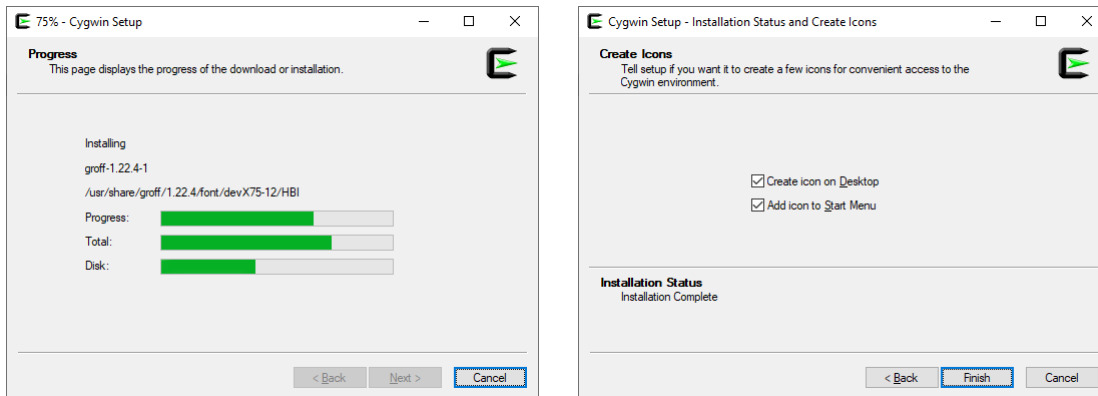 75% - Cygwin Setup
Progress
This page displays the progress of the download or installation.
Installing
groff-1.22.4-1
/usr/share/groff/1.22.4/font/devX75-12/HBI
Progress:
Total:
Disk:
< Back
Next >
Cancel
Cygwin Setup - Installation Status and Create Icons
Create Icons
Tell setup if you want it to create a few icons for convenient access to the
Cygwin environment.
Create icon on Desktop
Add icon to Start Menu
Installation Status
Installation Complete
< Back
Finish
Cancel